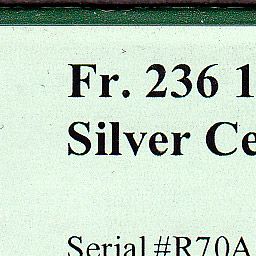 Fr. 236 1
Silver Ce
Serial #R70A